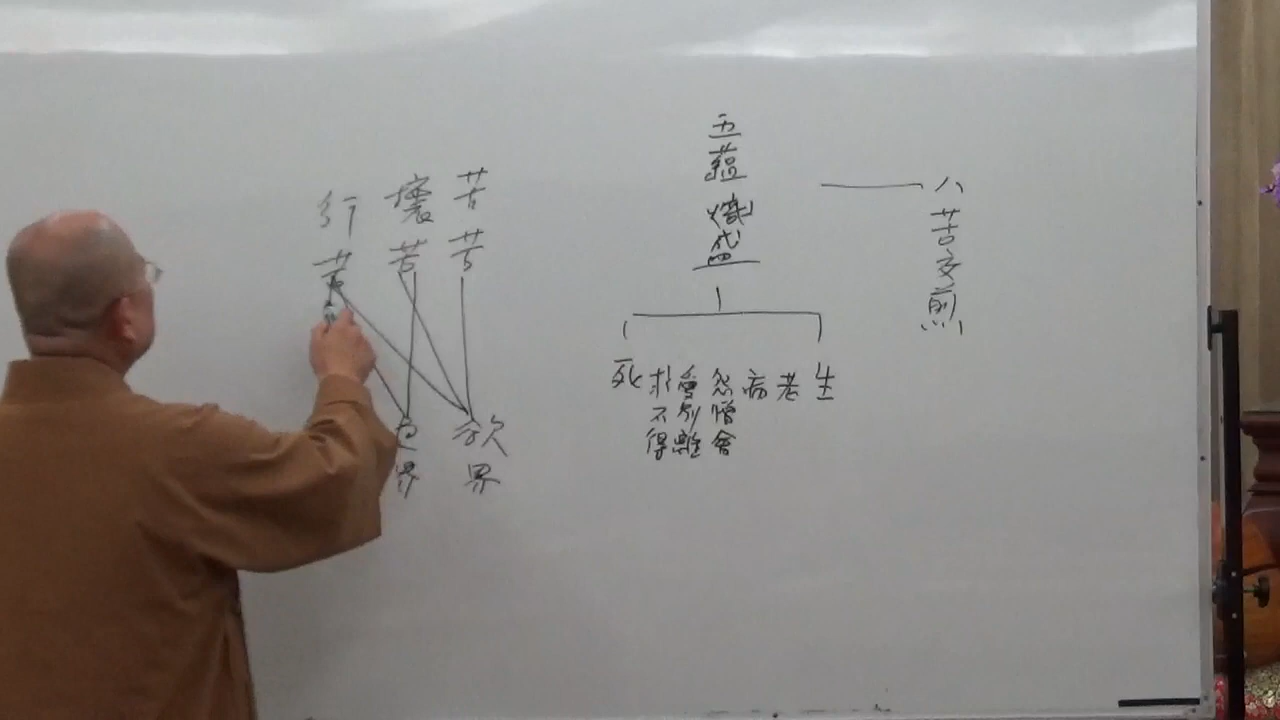 八苦交煎
五蘊熾盛
生
老
病
怨憎會
愛別離
求不得
死
苦苦
壞苦
行苦
欲界
色界